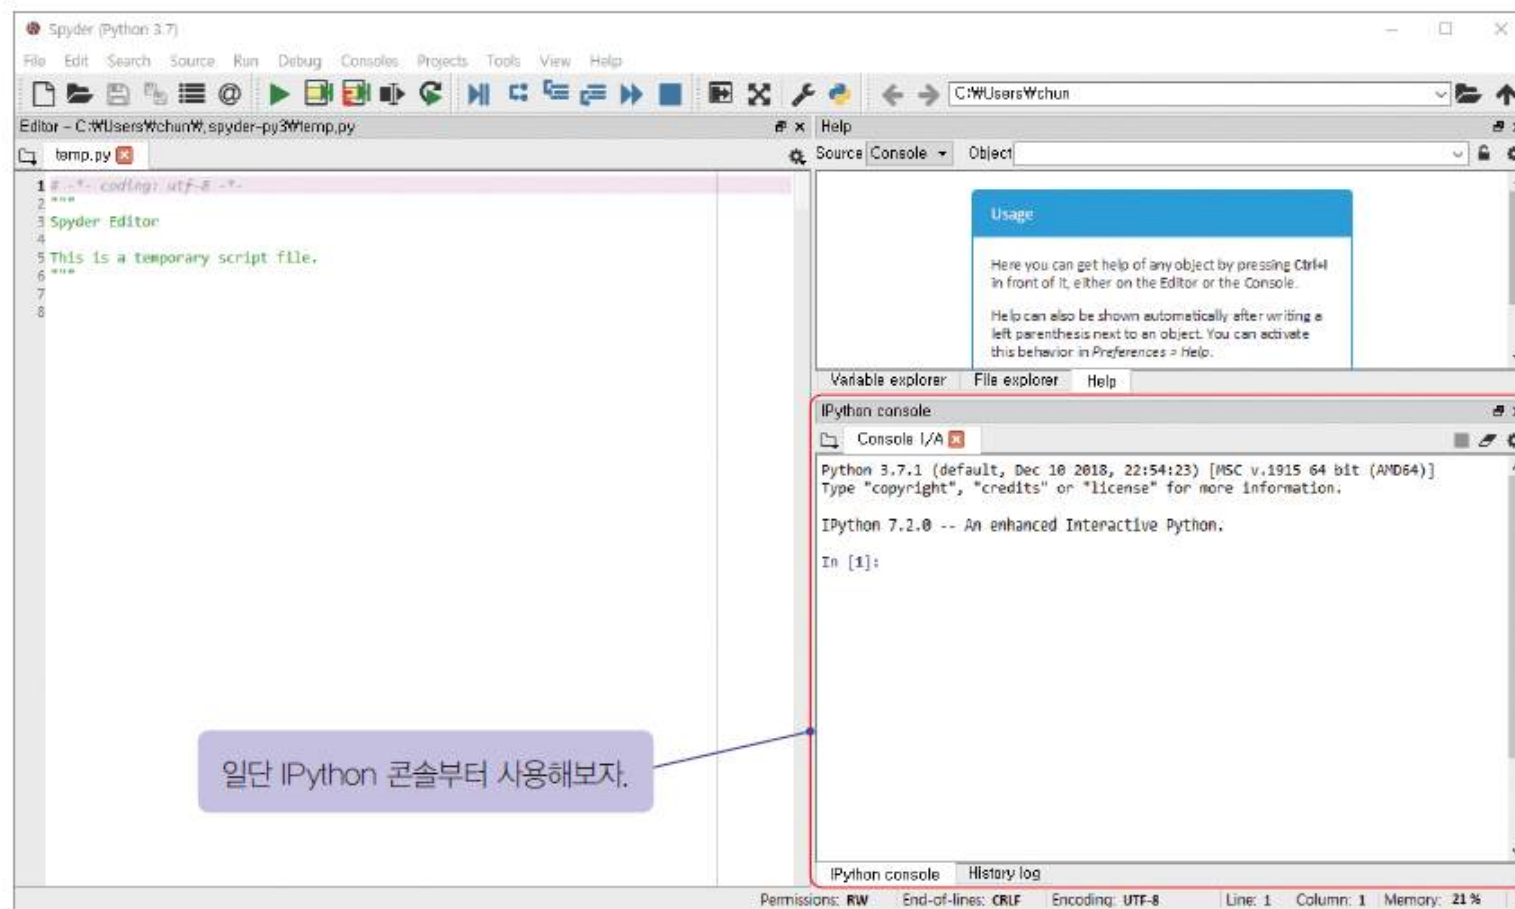 Spyder (Python 3.7)
File Edit Search Source Run Debug Consoles Projects Tools View Help
C:₩Users₩chun
Editor - C:₩Users₩chun₩.spyder-py3₩temp.py
temp.py
1 # -*- coding: utf-8 -*-
2 """
3 Spyder Editor
4
5 This is a temporary script file.
6 """
7
8
Help
Source Console Object
Usage
Here you can get help of any object by pressing Ctrl+I
in front of it, either on the Editor or the Console.
Help can also be shown automatically after writing a
left parenthesis next to an object. You can activate
this behavior in Preferences > Help.
Variable explorer File explorer Help
IPython console
Console 1/A
Python 3.7.1 (default, Dec 10 2018, 22:54:23) [MSC v.1915 64 bit (AMD64)]
Type "copyright", "credits" or "license" for more information.
IPython 7.2.0 -- An enhanced Interactive Python.
In [1]:
일단 IPython 콘솔부터 사용해보자.
IPython console History log
Permissions: RW End-of-lines: CRLF Encoding: UTF-8 Line: 1 Column: 1 Memory: 21 %